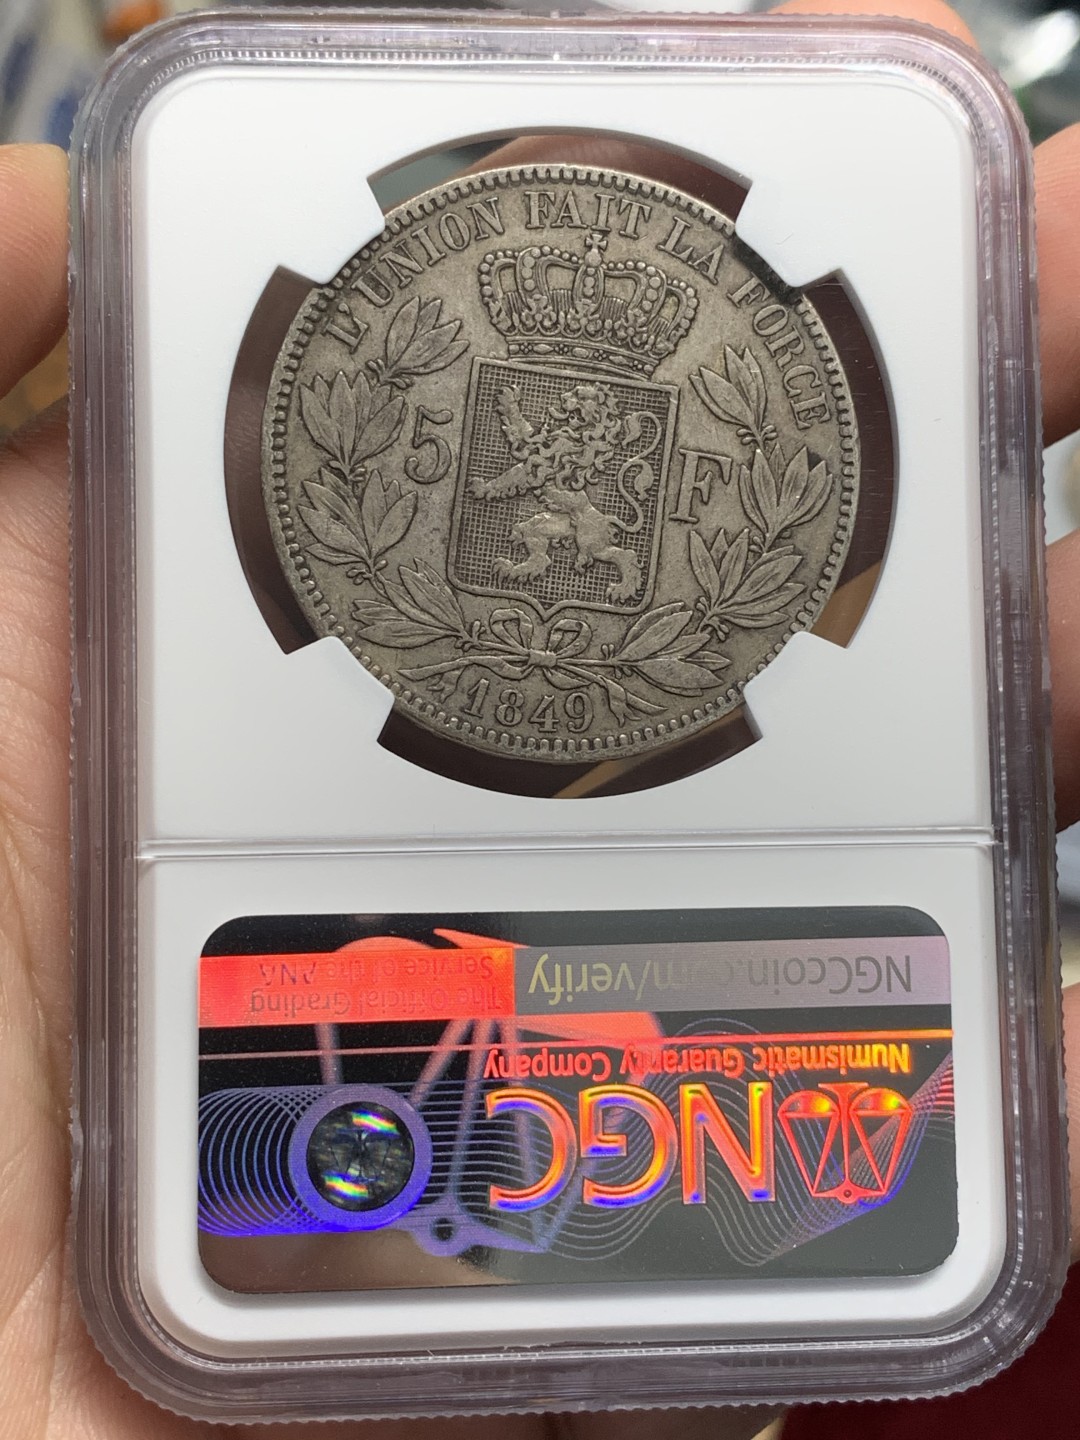 L'UNION FAIT LA FORCE
5 F
1849
NGC
Numismatic Guaranty Company
NGCcoin.com/verify
The Official Grading
Service of the ANA